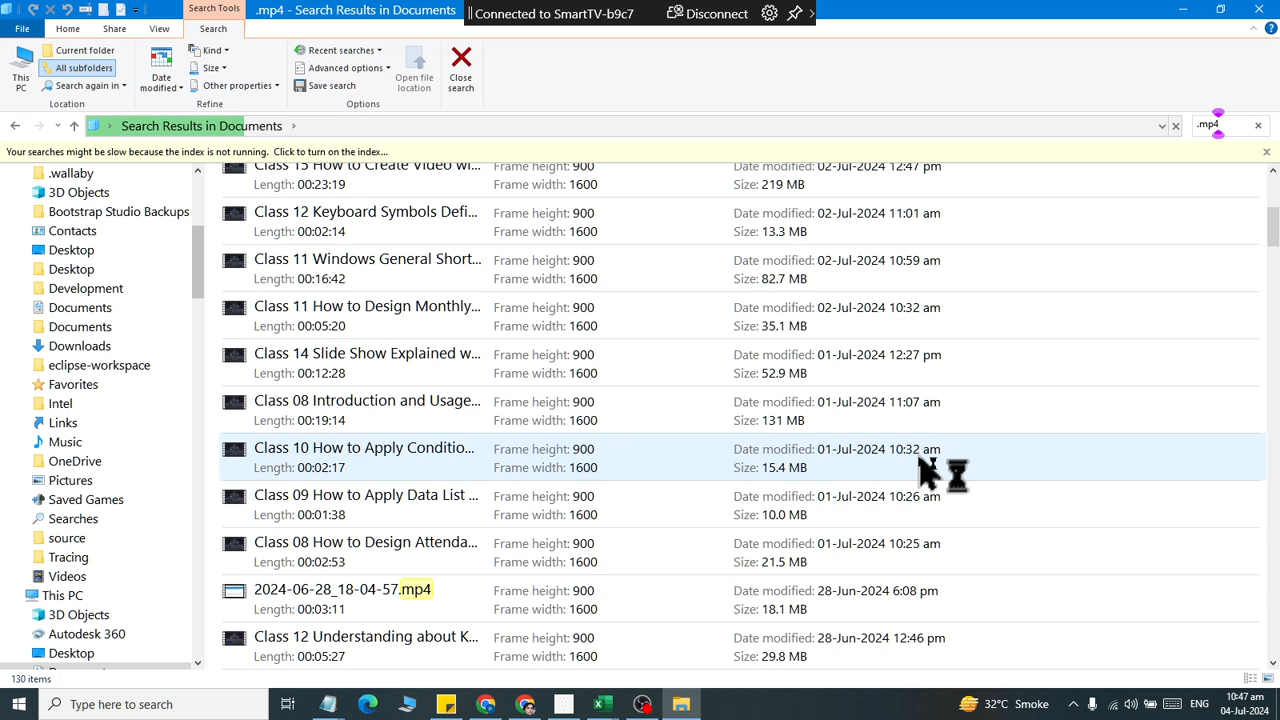 Search Tools
.mp4 - Search Results in Documents
Connected to SmartTV-b9c7
Disconnect
File
Home
Share
View
Search
This PC
Current folder
All subfolders
Search again in
Location
Date modified
Kind
Size
Other properties
Refine
Recent searches
Advanced options
Save search
Options
Open file location
Close search
Search Results in Documents
.mp4
Your searches might be slow because the index is not running. Click to turn on the index...
.wallaby
3D Objects
Bootstrap Studio Backups
Contacts
Desktop
Desktop
Development
Documents
Documents
Downloads
eclipse-workspace
Favorites
Intel
Links
Music
OneDrive
Pictures
Saved Games
Searches
source
Tracing
Videos
This PC
3D Objects
Autodesk 360
Desktop
Class 15 How to Create Video wi...
Length: 00:23:19
Frame height: 900
Frame width: 1600
Date modified: 02-Jul-2024 12:47 pm
Size: 219 MB
Class 12 Keyboard Symbols Defi...
Length: 00:02:14
Frame height: 900
Frame width: 1600
Date modified: 02-Jul-2024 11:01 am
Size: 13.3 MB
Class 11 Windows General Short...
Length: 00:16:42
Frame height: 900
Frame width: 1600
Date modified: 02-Jul-2024 10:59 am
Size: 82.7 MB
Class 11 How to Design Monthly...
Length: 00:05:20
Frame height: 900
Frame width: 1600
Date modified: 02-Jul-2024 10:32 am
Size: 35.1 MB
Class 14 Slide Show Explained w...
Length: 00:12:28
Frame height: 900
Frame width: 1600
Date modified: 01-Jul-2024 12:27 pm
Size: 52.9 MB
Class 08 Introduction and Usage...
Length: 00:19:14
Frame height: 900
Frame width: 1600
Date modified: 01-Jul-2024 11:07 am
Size: 131 MB
Class 10 How to Apply Conditio...
Length: 00:02:17
Frame height: 900
Frame width: 1600
Date modified: 01-Jul-2024 10:32 am
Size: 15.4 MB
Class 09 How to Apply Data List ...
Length: 00:01:38
Frame height: 900
Frame width: 1600
Date modified: 01-Jul-2024 10:26 am
Size: 10.0 MB
Class 08 How to Design Attenda...
Length: 00:02:53
Frame height: 900
Frame width: 1600
Date modified: 01-Jul-2024 10:25 am
Size: 21.5 MB
2024-06-28_18-04-57.mp4
Length: 00:03:11
Frame height: 900
Frame width: 1600
Date modified: 28-Jun-2024 6:08 pm
Size: 18.1 MB
Class 12 Understanding about K...
Length: 00:05:27
Frame height: 900
Frame width: 1600
Date modified: 28-Jun-2024 12:46 pm
Size: 29.8 MB
130 items
Type here to search
32°C Smoke
ENG
10:47 am
04-Jul-2024